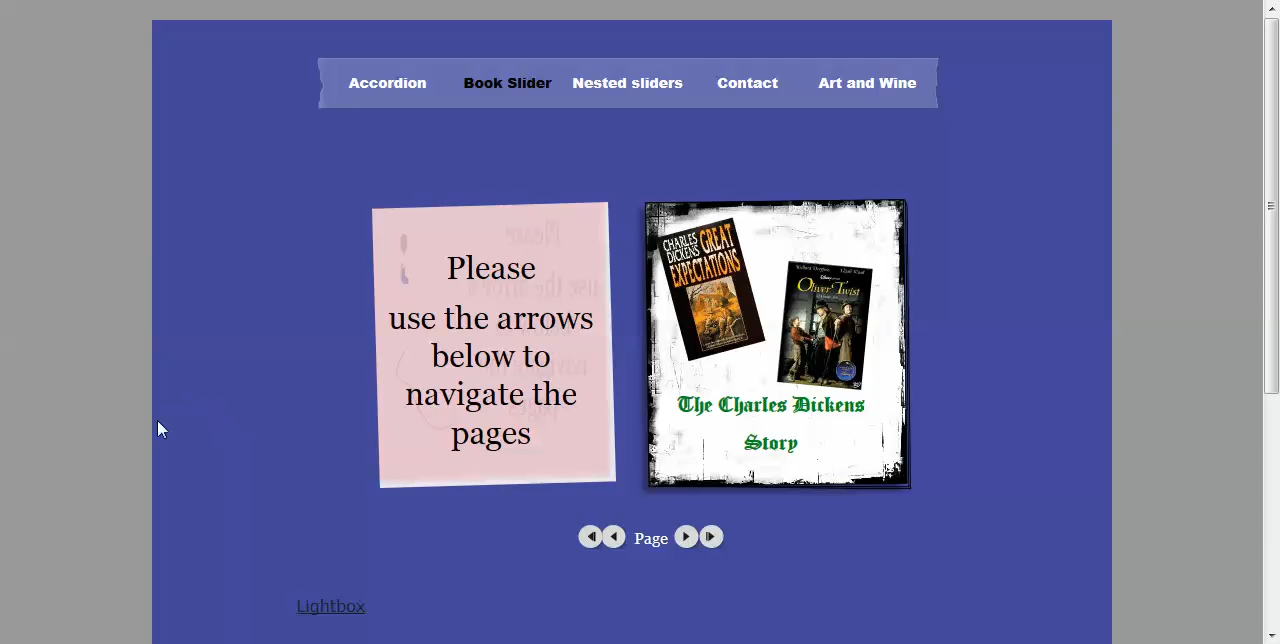 Accordion Book Slider Nested sliders Contact Art and Wine
Please
use the arrows
below to
navigate the
pages
CHARLES
DICKENS
GREAT
EXPECTATIONS
Oliver Twist
The Charles Dickens
Story
Page
Lightbox